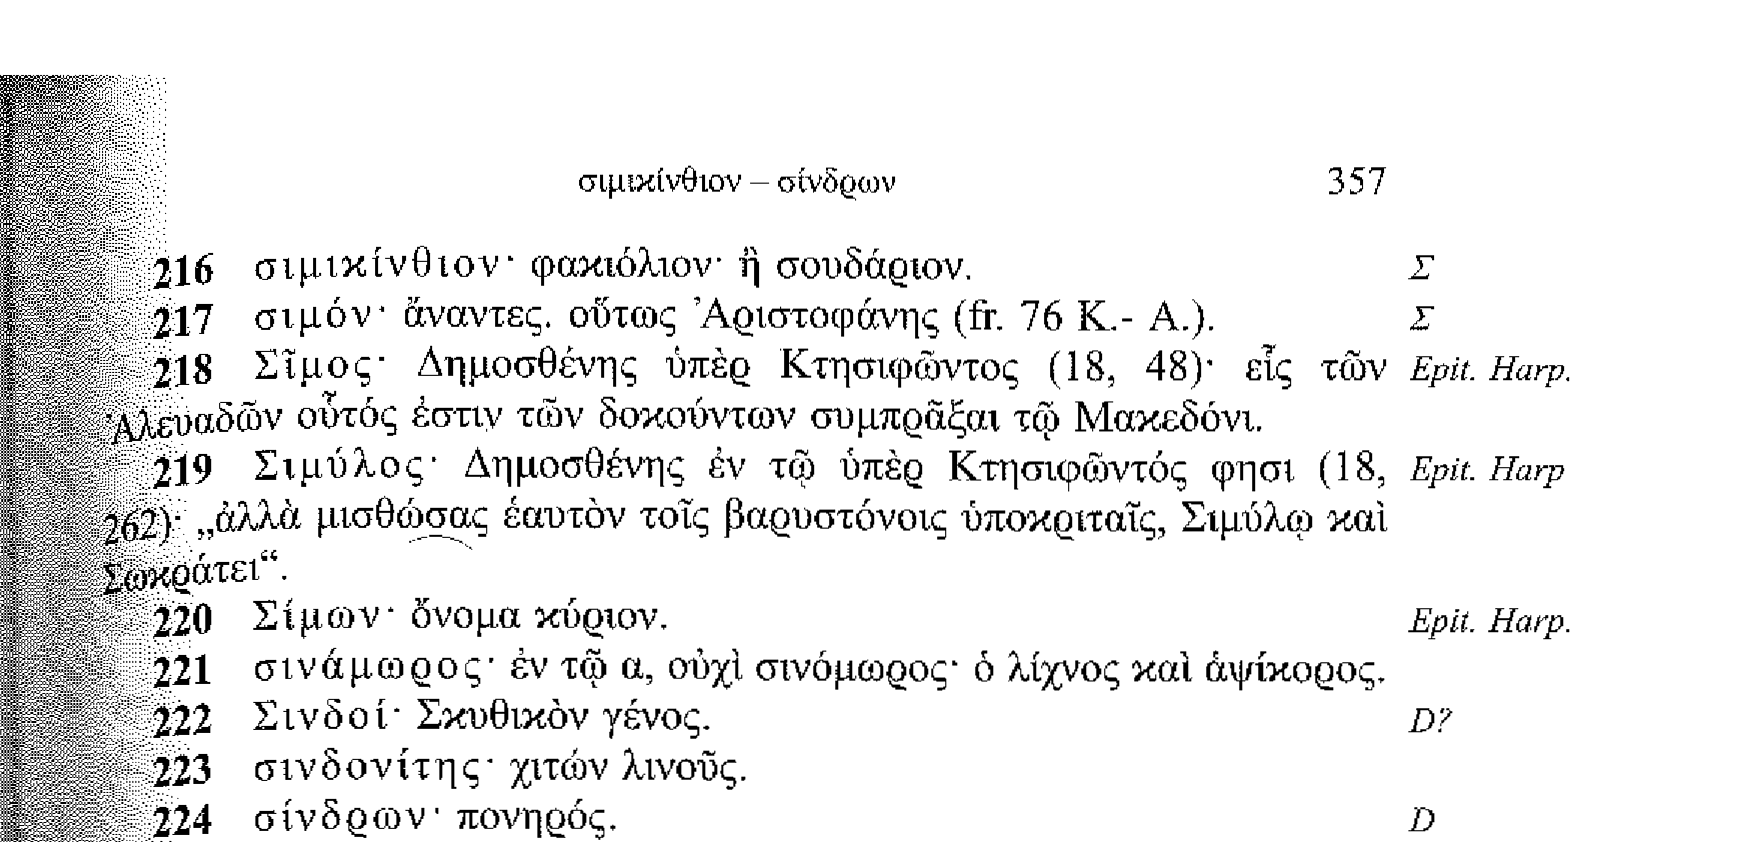 σιμικίνθιον – σίνδρων 357
216 σιμικίνθιον· φακιόλιον· ἢ σουδάριον. Σ
217 σιμόν· ἄναντες. οὕτως Ἀριστοφάνης (fr. 76 K.- A.). Σ
218 Σῖμος· Δημοσθένης ὑπὲρ Κτησιφῶντος (18, 48)· εἷς τῶν Epit. Harp.
Ἀλευαδῶν οὗτός ἐστιν τῶν δοκούντων συμπρᾶξαι τῷ Μακεδόνι.
219 Σιμύλος· Δημοσθένης ἐν τῷ ὑπὲρ Κτησιφῶντός φησι (18, Epit. Harp
262)· „ἀλλὰ μισθώσας ἑαυτὸν τοῖς βαρυστόνοις ὑποκριταῖς, Σιμύλῳ καὶ
Σωκράτει“.
220 Σίμων· ὄνομα κύριον. Epit. Harp.
221 σινάμωρος· ἐν τῷ α, οὐχὶ σινόμωρος· ὁ λίχνος καὶ ἁψίκορος.
222 Σινδοί· Σκυθικὸν γένος. D?
223 σινδονίτης· χιτών λινοῦς.
224 σίνδρων· πονηρός. D